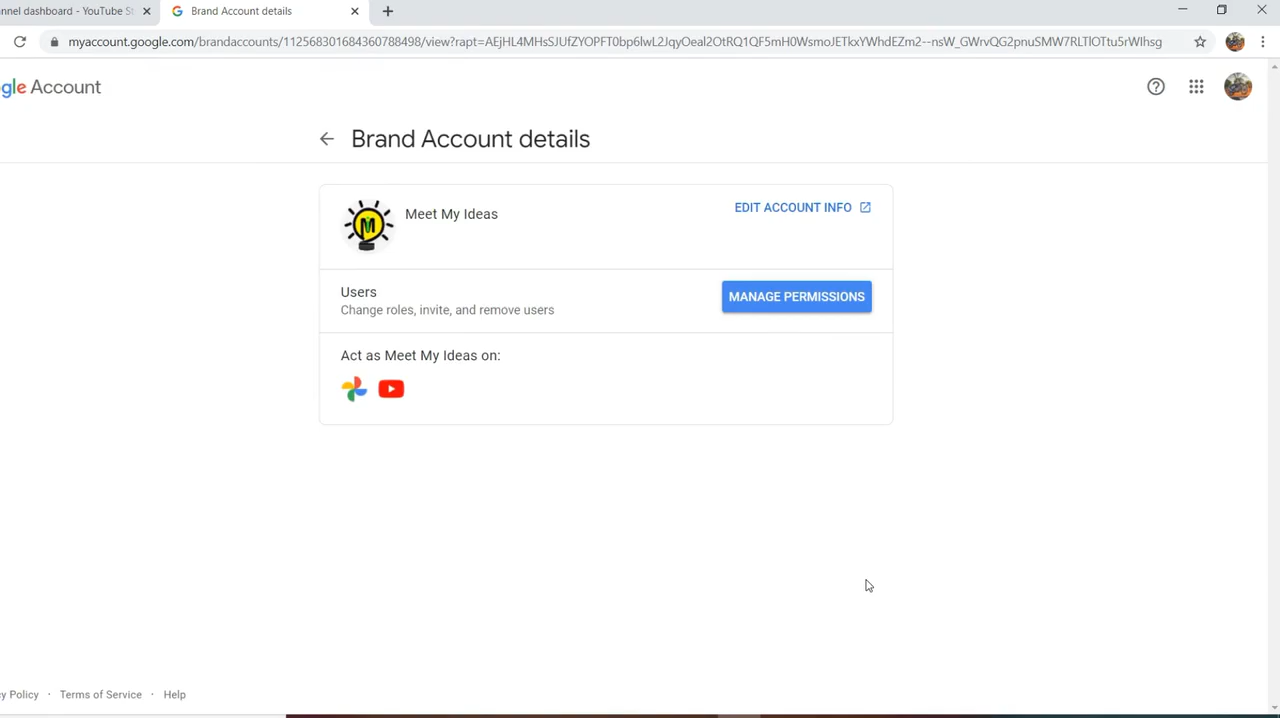 nnel dashboard - YouTube St
Brand Account details
myaccount.google.com/brandaccounts/112568301684360788498/view?rapt=AEjHL4MHsSJUfZYOPFT0bp6lwL2JqyOeal2OtRQ1QF5mH0WsmoJETkxYWhdEZm2--nsW_GWrvQG2pnuSMW7RLTlOTtu5rWIhsg
gle Account
Brand Account details
M
Meet My Ideas
EDIT ACCOUNT INFO
Users
Change roles, invite, and remove users
MANAGE PERMISSIONS
Act as Meet My Ideas on:
cy Policy · Terms of Service · Help